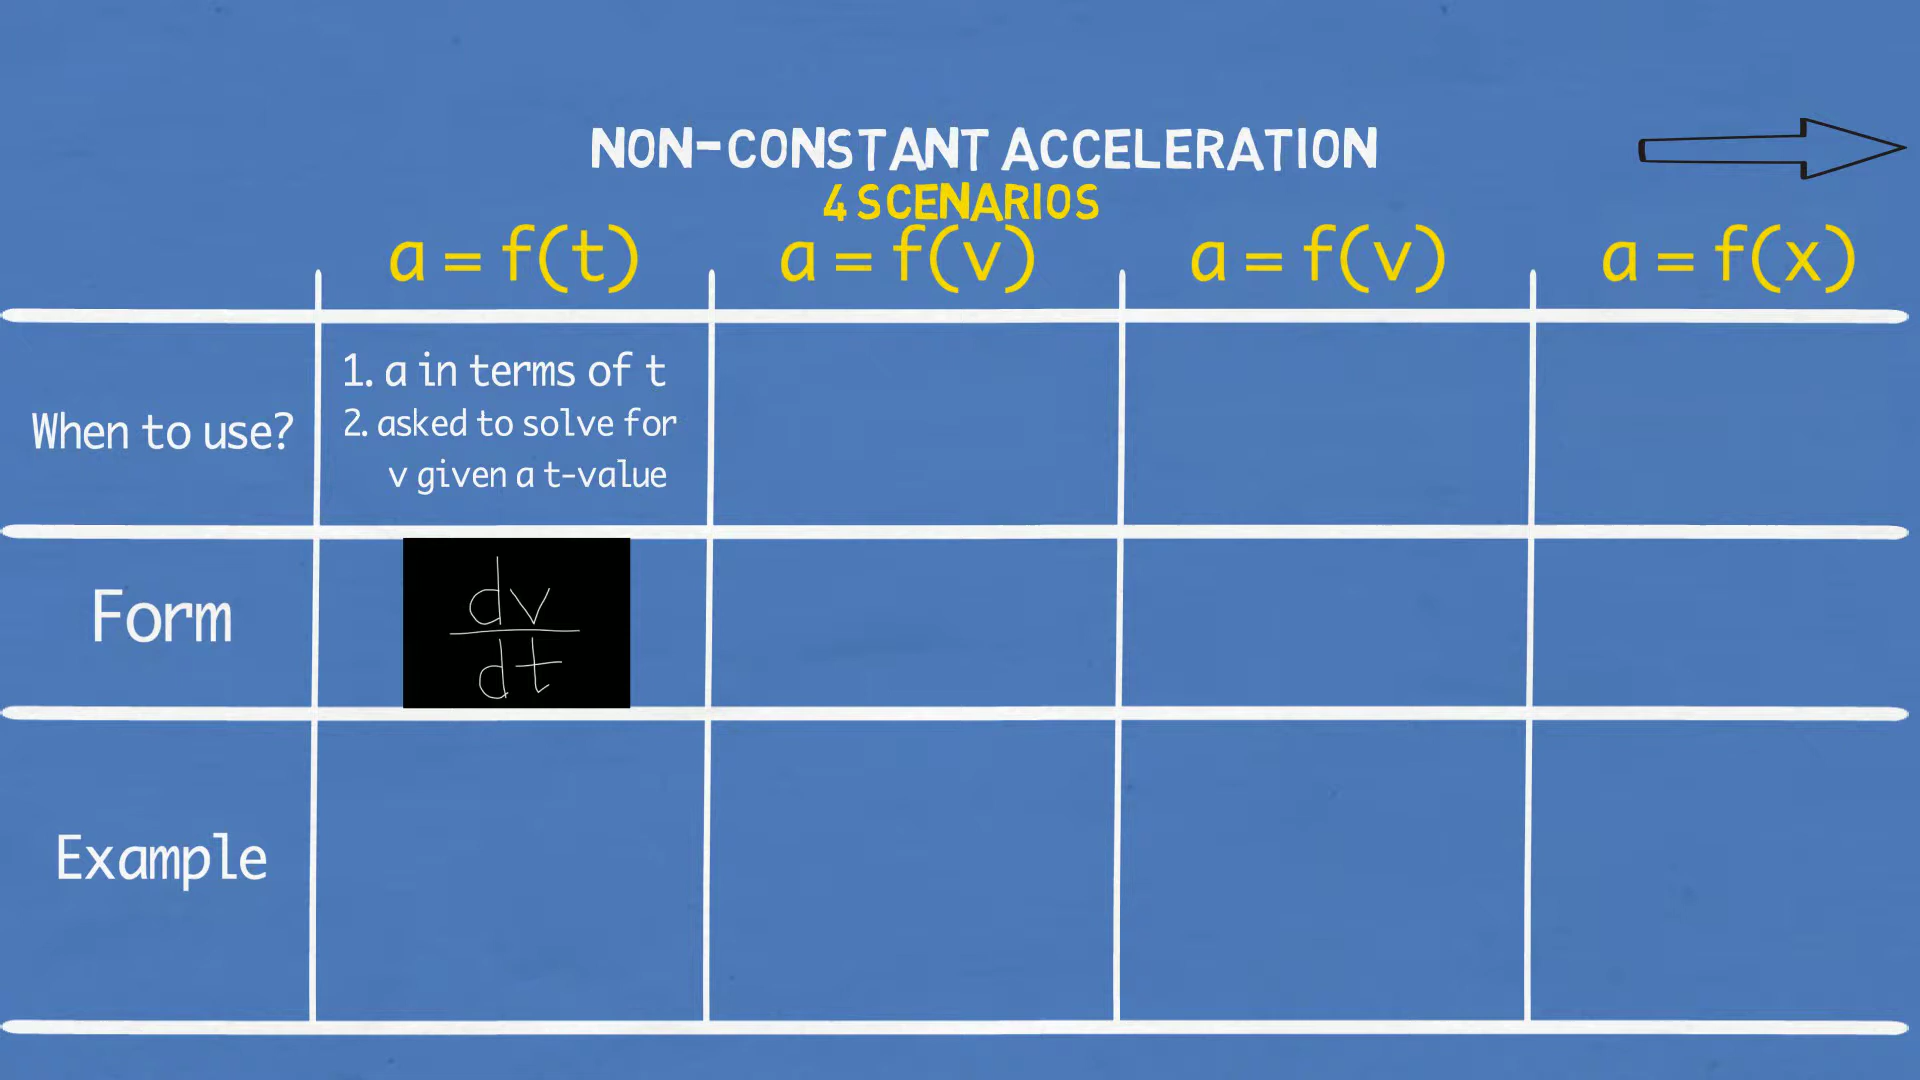 NON-CONSTANT ACCELERATION
4 SCENARIOS
a = f(t)
a = f(v)
a = f(v)
a = f(x)
When to use?
1. a in terms of t
2. asked to solve for
v given a t-value
Form
dv
dt
Example